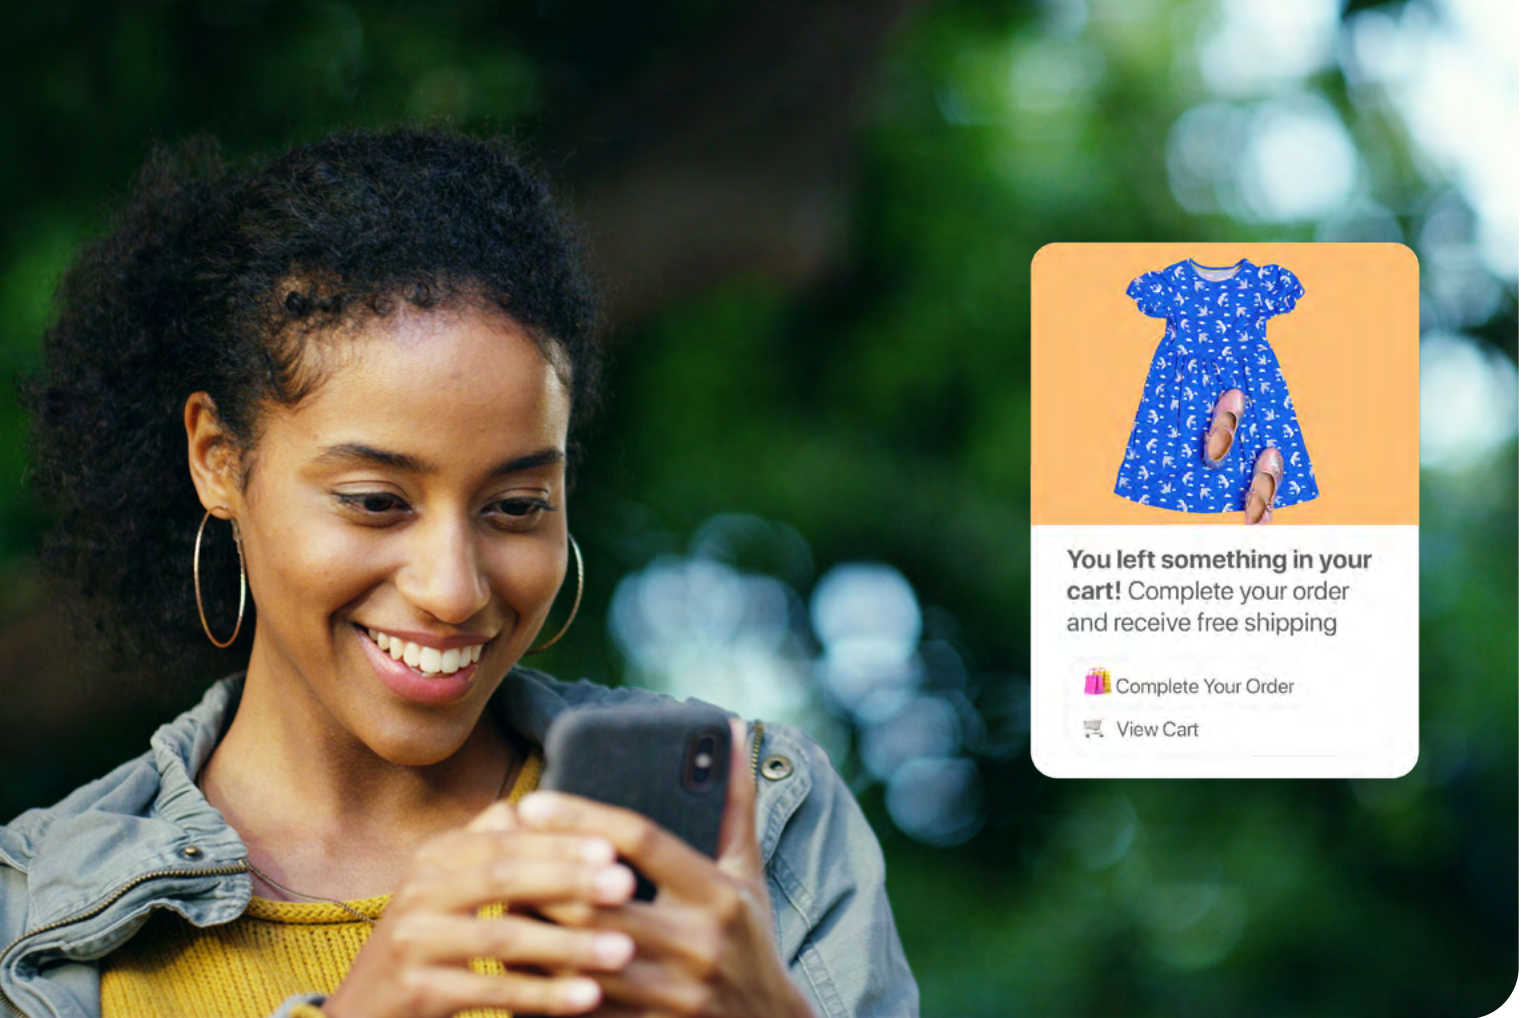 You left something in your
cart! Complete your order
and receive free shipping
Complete Your Order
View Cart